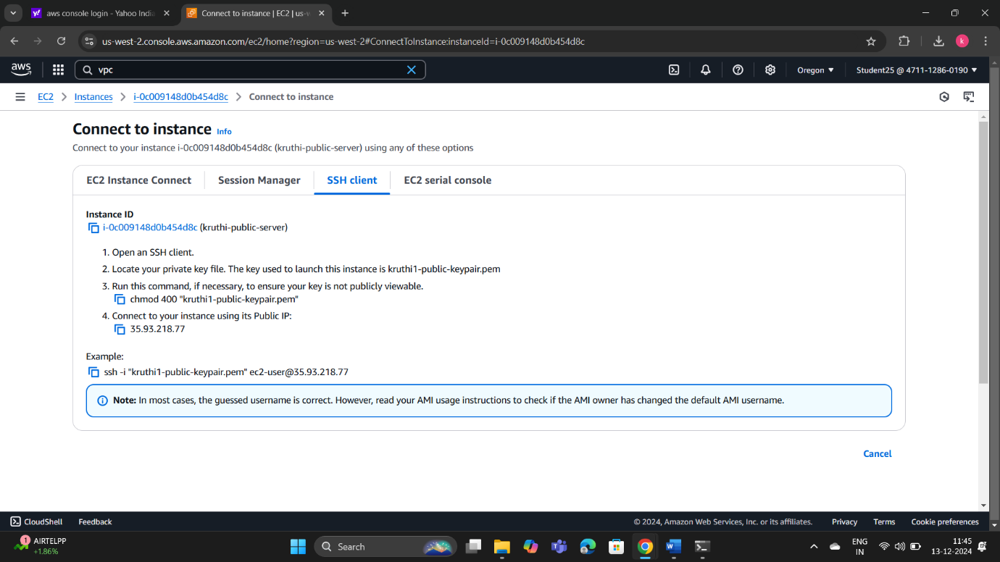 aws console login - Yahoo India
Connect to instance | EC2 | us-w
us-west-2.console.aws.amazon.com/ec2/home?region=us-west-2#ConnectToInstance:instanceId=i-0c009148d0b454d8c
k
aws
vpc
Oregon
Student25 @ 4711-1286-0190
EC2 > Instances > i-0c009148d0b454d8c > Connect to instance
Connect to instance Info
Connect to your instance i-0c009148d0b454d8c (kruthi-public-server) using any of these options
EC2 Instance Connect
Session Manager
SSH client
EC2 serial console
Instance ID
i-0c009148d0b454d8c (kruthi-public-server)
1. Open an SSH client.
2. Locate your private key file. The key used to launch this instance is kruthi1-public-keypair.pem
3. Run this command, if necessary, to ensure your key is not publicly viewable.
chmod 400 "kruthi1-public-keypair.pem"
4. Connect to your instance using its Public IP:
35.93.218.77
Example:
ssh -i "kruthi1-public-keypair.pem" ec2-user@35.93.218.77
Note: In most cases, the guessed username is correct. However, read your AMI usage instructions to check if the AMI owner has changed the default AMI username.
Cancel
CloudShell
Feedback
© 2024, Amazon Web Services, Inc. or its affiliates.
Privacy
Terms
Cookie preferences
1
AIRTELPP
+1.86%
Search
ENG
IN
11:45
13-12-2024